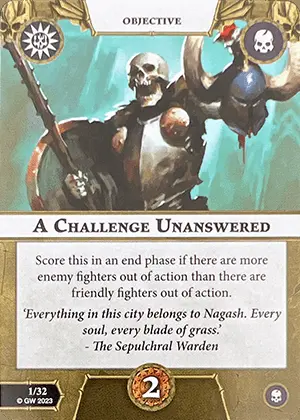 OBJECTIVE
A CHALLENGE UNANSWERED
Score this in an end phase if there are more
enemy fighters out of action than there are
friendly fighters out of action.
‘Everything in this city belongs to Nagash. Every
soul, every blade of grass.’
- The Sepulchral Warden
1/32
© GW 2023
2